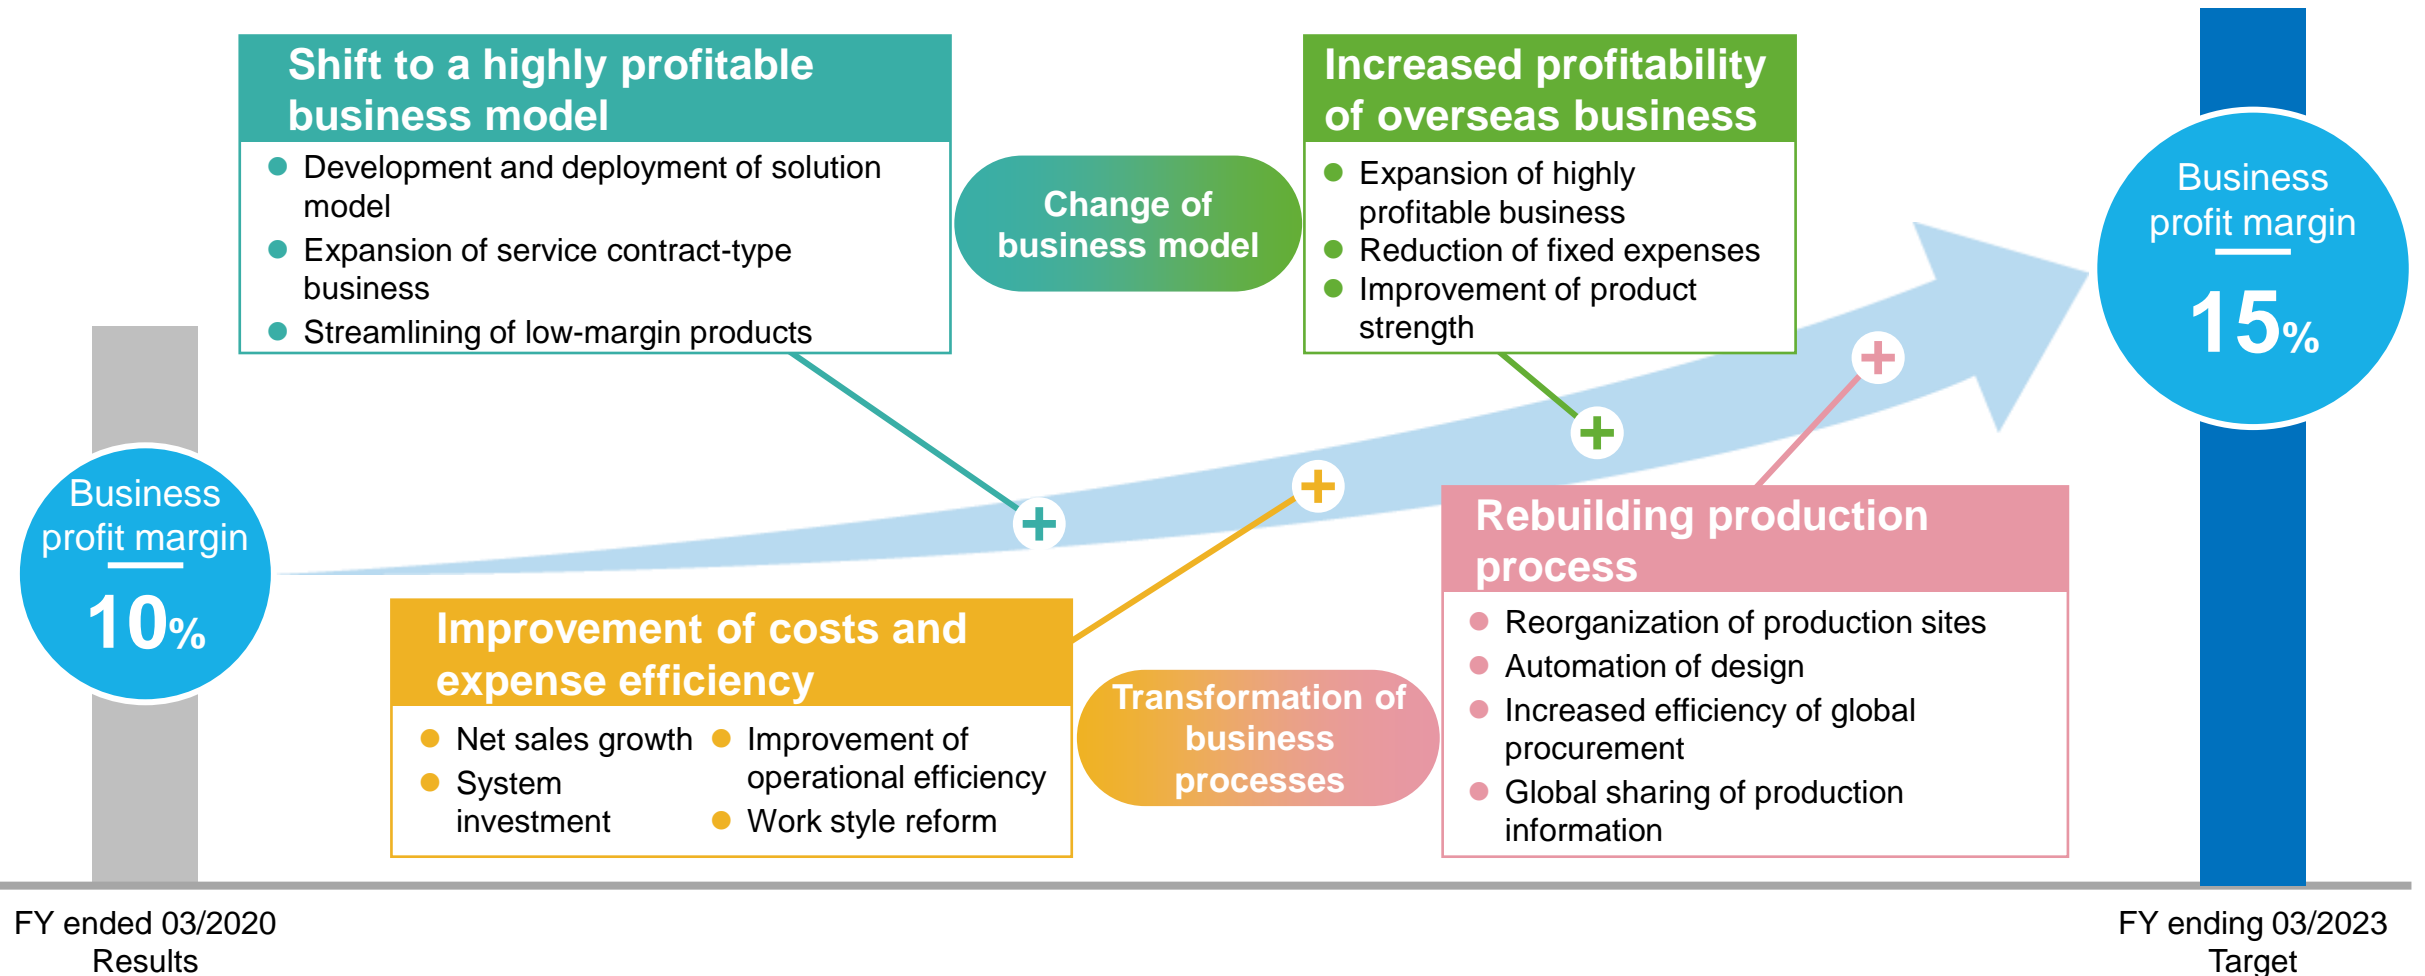 Shift to a highly profitable
business model
Development and deployment of solution
model
Expansion of service contract-type
business
Streamlining of low-margin products
Change of
business model
Increased profitability
of overseas business
Expansion of highly
profitable business
Reduction of fixed expenses
Improvement of product
strength
Business
profit margin
15%
Business
profit margin
10%
Improvement of costs and
expense efficiency
Net sales growth
System
investment
Improvement of
operational efficiency
Work style reform
Transformation of
business
processes
Rebuilding production
process
Reorganization of production sites
Automation of design
Increased efficiency of global
procurement
Global sharing of production
information
FY ended 03/2020
Results
FY ending 03/2023
Target